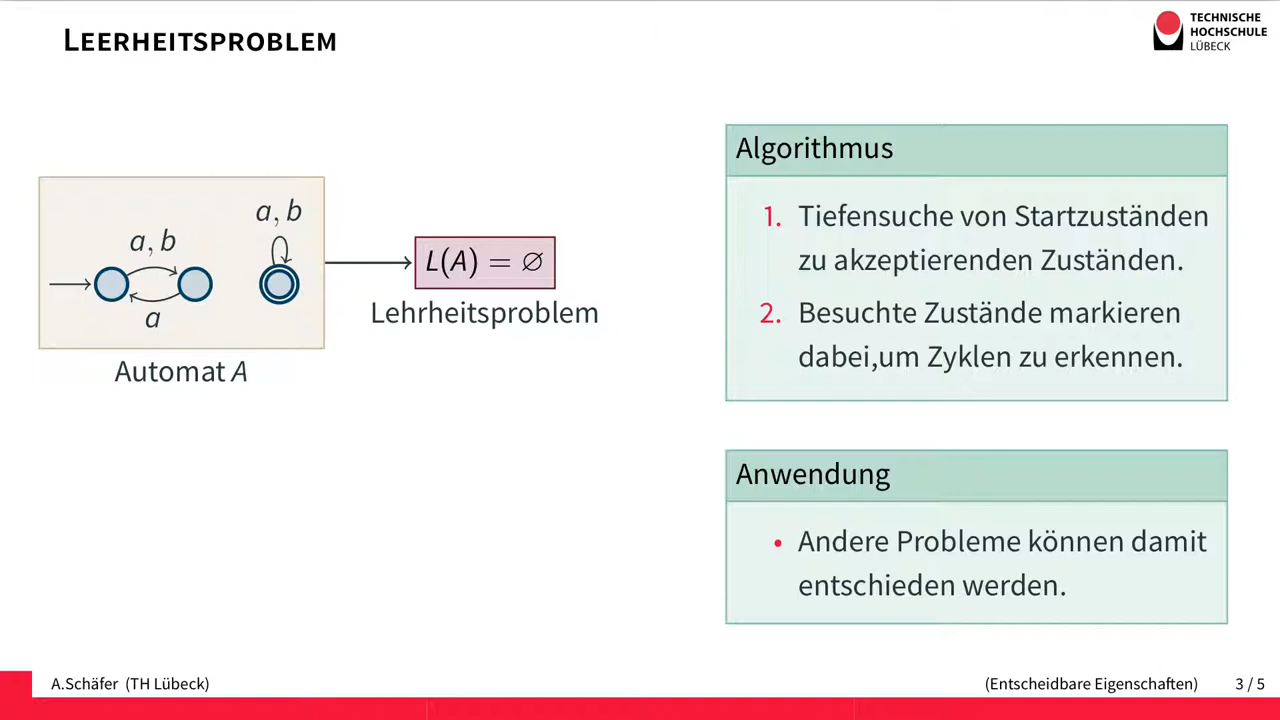 LEERHEITSPROBLEM
TECHNISCHE
HOCHSCHULE
LÜBECK
a, b
a
a, b
Automat A
L(A) = ∅
Lehrheitsproblem
Algorithmus
1. Tiefensuche von Startzuständen
zu akzeptierenden Zuständen.
2. Besuchte Zustände markieren
dabei,um Zyklen zu erkennen.
Anwendung
• Andere Probleme können damit
entschieden werden.
A.Schäfer (TH Lübeck)
(Entscheidbare Eigenschaften)
3 / 5